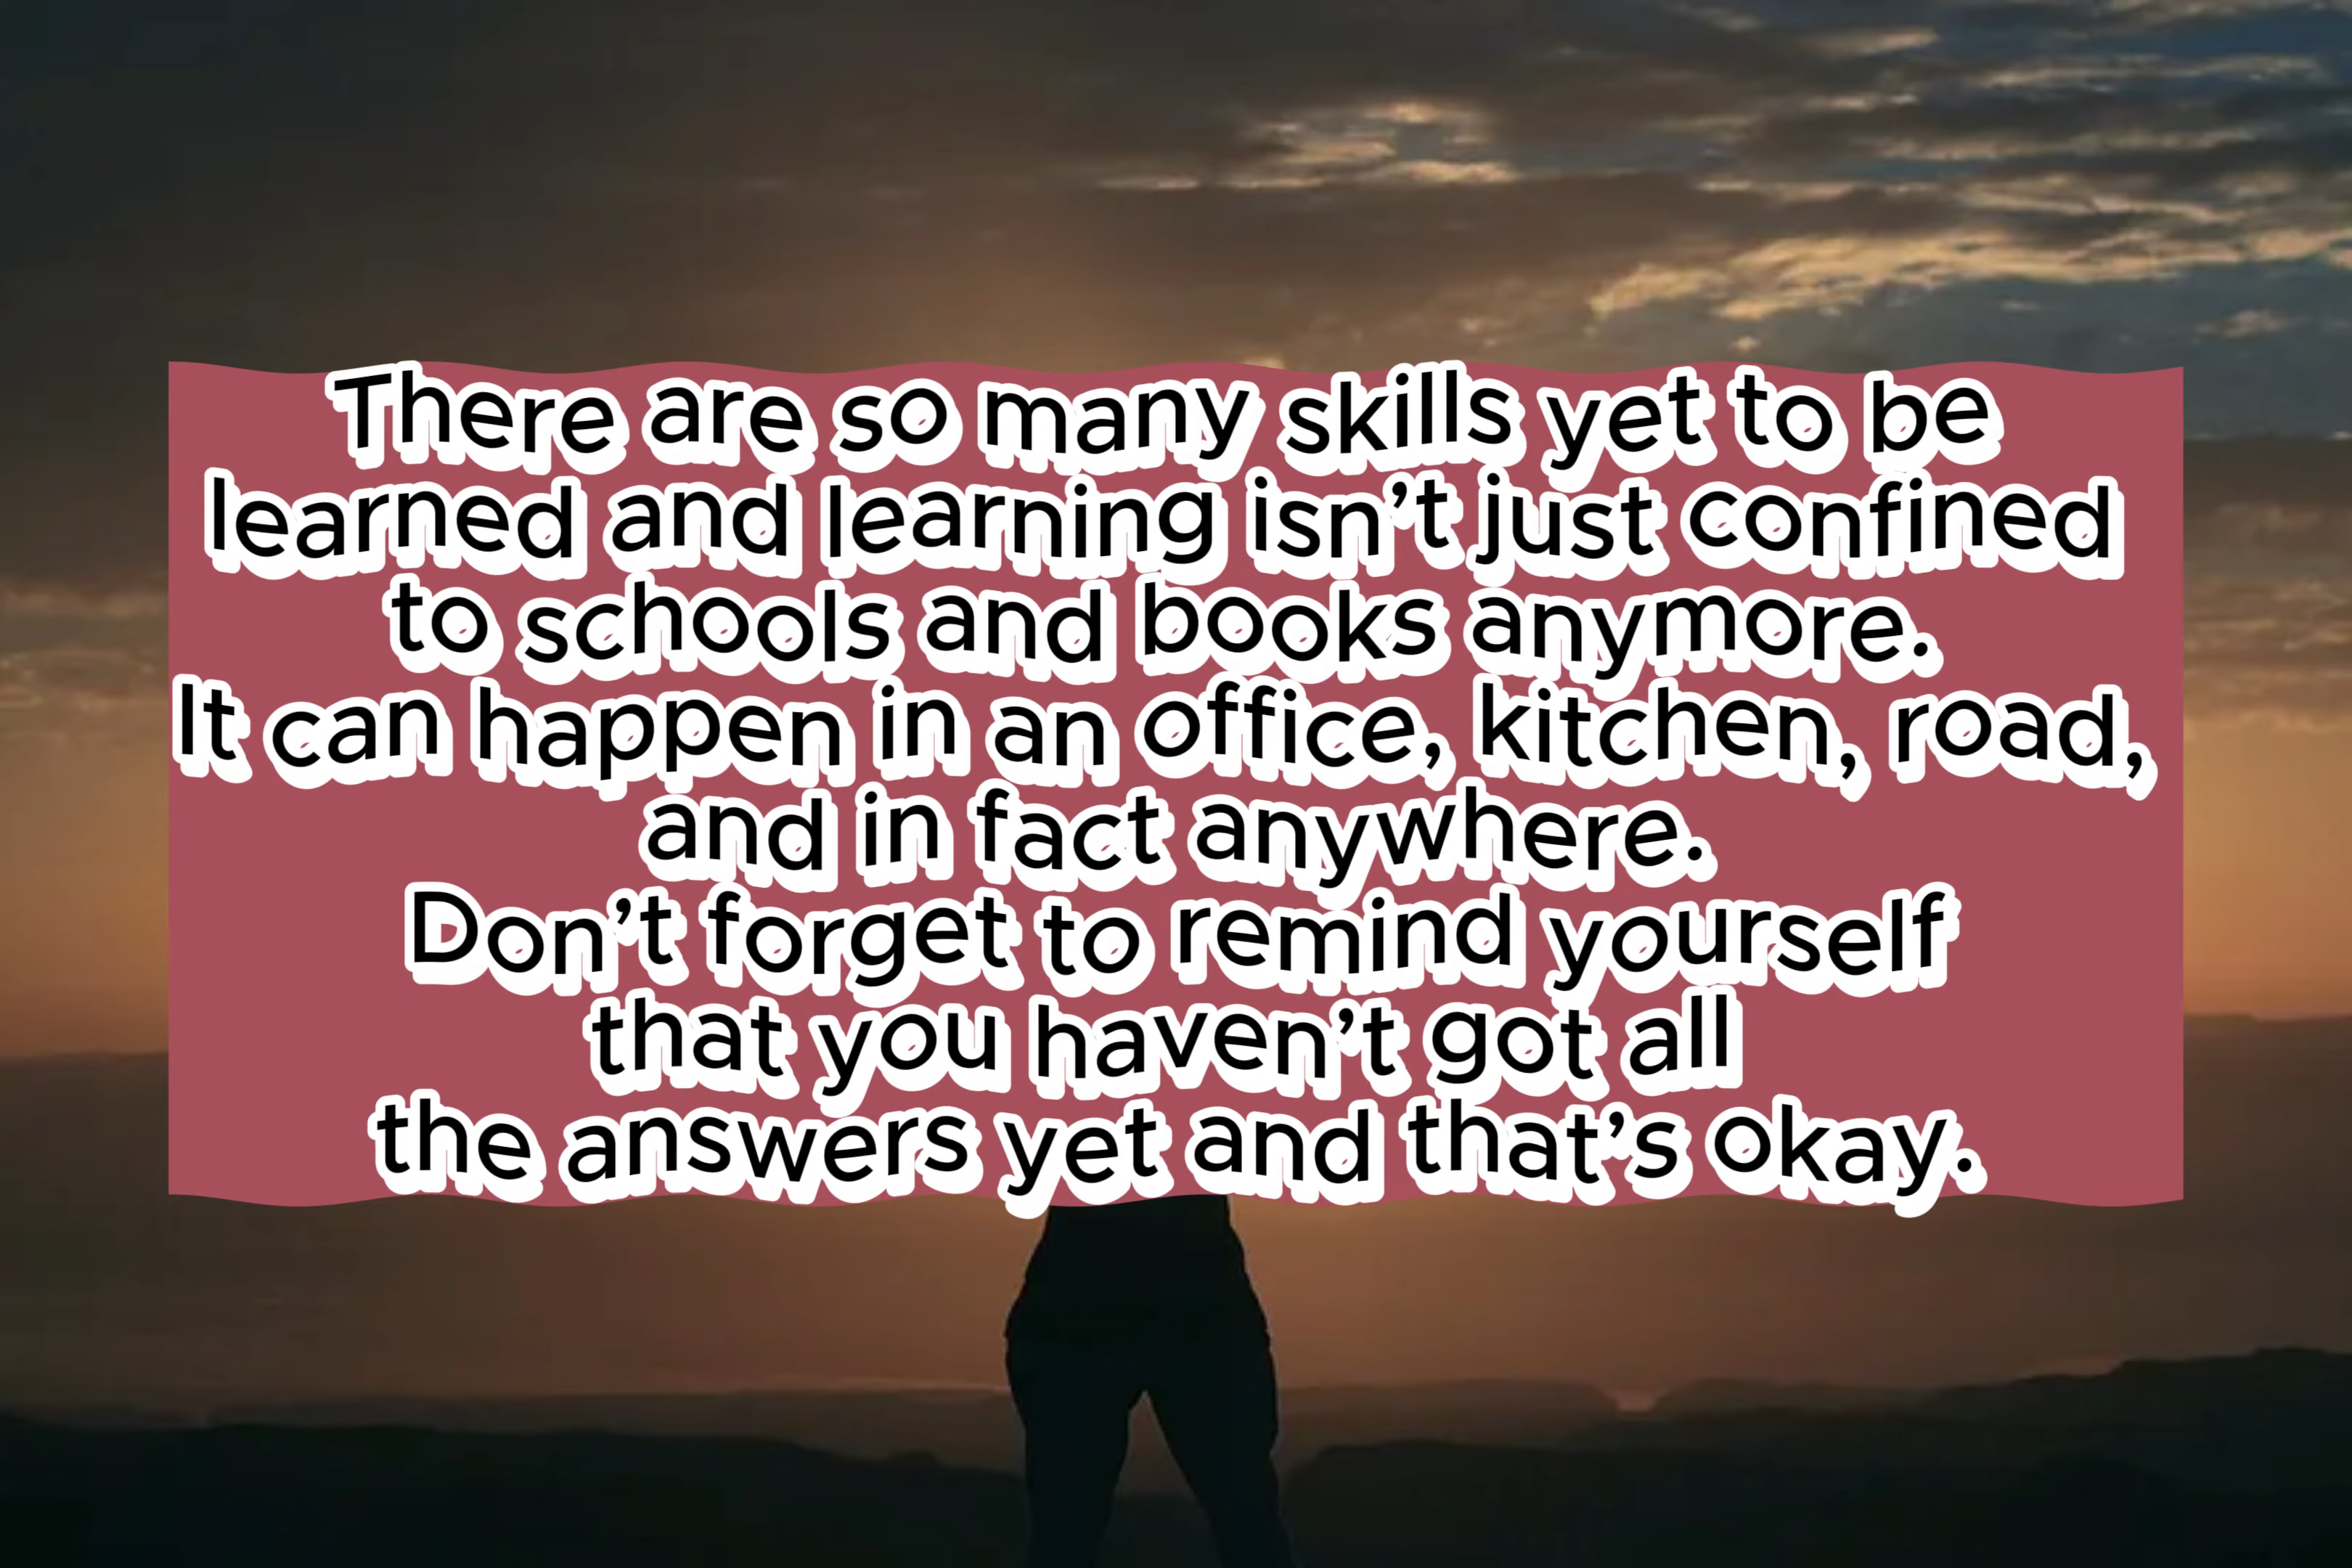 There are so many skills yet to be
learned and learning isn’t just confined
to schools and books anymore.
It can happen in an office, kitchen, road,
and in fact anywhere.
Don’t forget to remind yourself
that you haven’t got all
the answers yet and that’s okay.